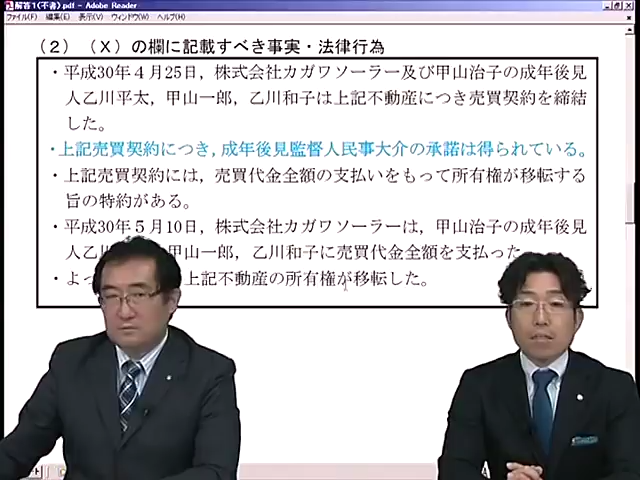 解答1(不書).pdf - Adobe Reader
ファイル(F) 編集(E) 表示(V) ウィンドウ(W) ヘルプ(H)
(2) (X)の欄に記載すべき事実・法律行為
・平成30年4月25日，株式会社カガワソーラー及び甲山治子の成年後見
人乙川平太，甲山一郎，乙川和子は上記不動産につき売買契約を締結
した。
・上記売買契約につき，成年後見監督人民事大介の承諾は得られている。
・上記売買契約には，売買代金全額の支払いをもって所有権が移転する
旨の特約がある。
・平成30年5月10日，株式会社カガワソーラーは，甲山治子の成年後見
人乙 甲山一郎，乙川和子に売買代金全額を支払った
・よっ 上記不動産の所有権が移転した。